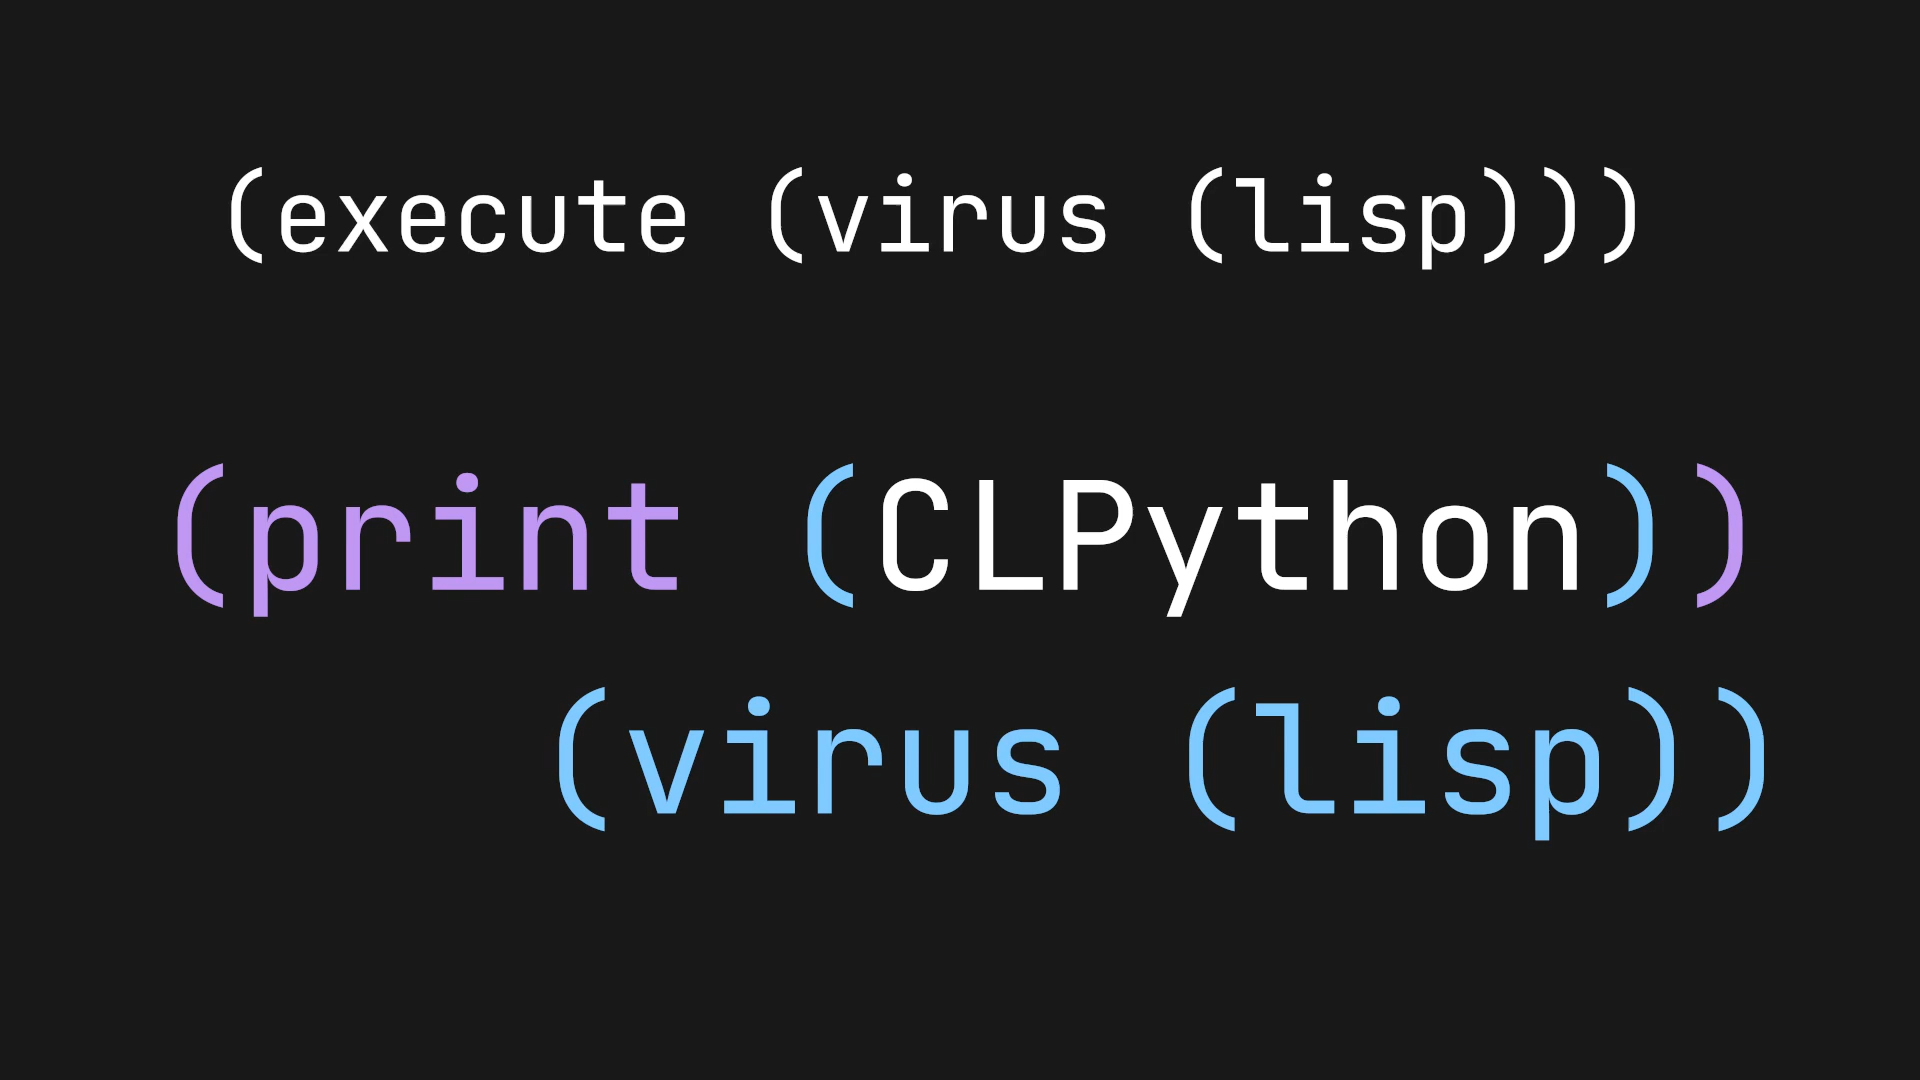 (execute (virus (lisp)))
(print (CLPython))
(virus (lisp))